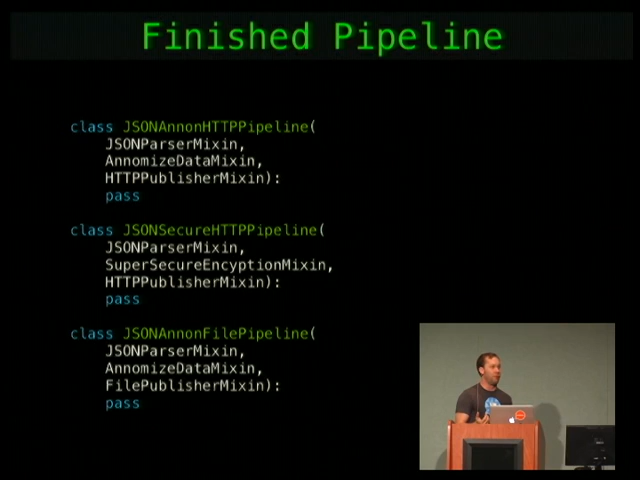 Finished Pipeline
class JSONAnnonHTTPPipeline(
JSONParserMixin,
AnnomizeDataMixin,
HTTPPublisherMixin):
pass
class JSONSecureHTTPPipeline(
JSONParserMixin,
SuperSecureEncyptionMixin,
HTTPPublisherMixin):
pass
class JSONAnnonFilePipeline(
JSONParserMixin,
AnnomizeDataMixin,
FilePublisherMixin):
pass